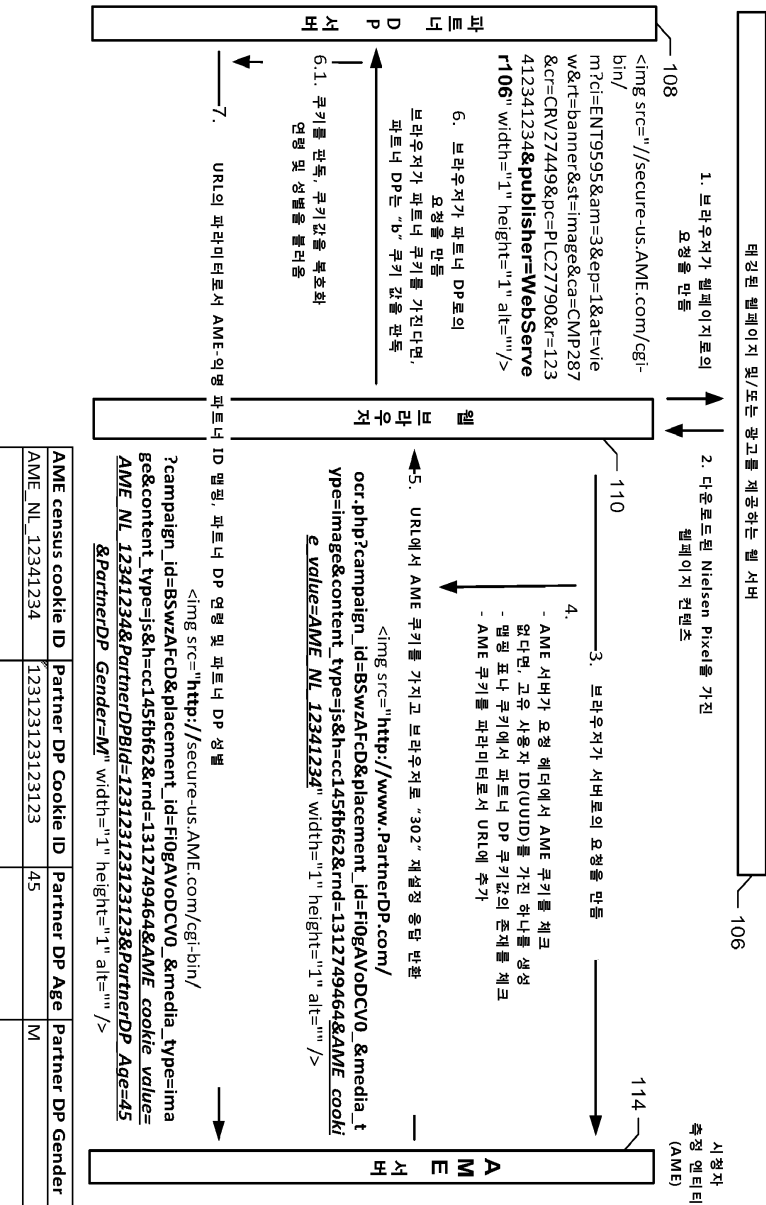 태깅된 웹페이지 및/또는 광고를 제공하는 웹 서버
106
시청자
측정 엔티티
(AME)
1. 브라우저가 웹페이지로의
요청을 만듬
2. 다운로드된 Nielsen Pixel을 가진
웹페이지 컨텐츠
108
110
114
파트너 DP 서버
웹 브라우저
AME 서버
<img src="//secure-us.AME.com/cgi-
bin/
m?ci=ENT9595&am=3&ep=1&at=vie
w&rt=banner&st=image&ca=CMP287
&cr=CRV27449&pc=PLC27790&r=123
412341234&publisher=WebServe
r106" width="1" height="1" alt=""/>
3. 브라우저가 서버로의 요청을 만듬
4.
- AME 서버가 요청 헤더에서 AME 쿠키를 체크
없다면, 고유 사용자 ID(UUID)를 가진 하나를 생성
- 맵핑 표나 쿠키에서 파트너 DP 쿠키값의 존재를 체크
- AME 쿠키를 파라미터로서 URL에 추가
5. URL에서 AME 쿠키를 가지고 브라우저로 “302” 재설정 응답 반환
<img src="http://www.PartnerDP.com/
ocr.php?campaign_id=BSwzAFcD&placement_id=Fi0gAVoDCV0_&media_t
ype=image&content_type=js&h=cc145fbf62&rnd=1312749464&AME_cooki
e_value=AME_NL_12341234" width="1" height="1" alt="" />
6. 브라우저가 파트너 DP로의
요청을 만듬
브라우저가 파트너 쿠키를 가진다면,
파트너 DP는 “b” 쿠키 값을 판독
6.1. 쿠키를 판독, 쿠키값을 복호화
연령 및 성별을 불러옴
7. URL의 파라미터로서 AME-익명 파트너 ID 맵핑, 파트너 DP 연령 및 파트너 DP 성별
<img src="http://secure-us.AME.com/cgi-bin/
?campaign_id=BSwzAFcD&placement_id=Fi0gAVoDCV0_&media_type=ima
ge&content_type=js&h=cc145fbf62&rnd=1312749464&AME_cookie_value=
AME_NL_12341234&PartnerDPBId=123123123123123&PartnerDP_Age=45
&PartnerDP_Gender=M" width="1" height="1" alt="" />
AME census cookie ID Partner DP Cookie ID Partner DP Age Partner DP Gender
AME_NL_12341234 123123123123123 45 M